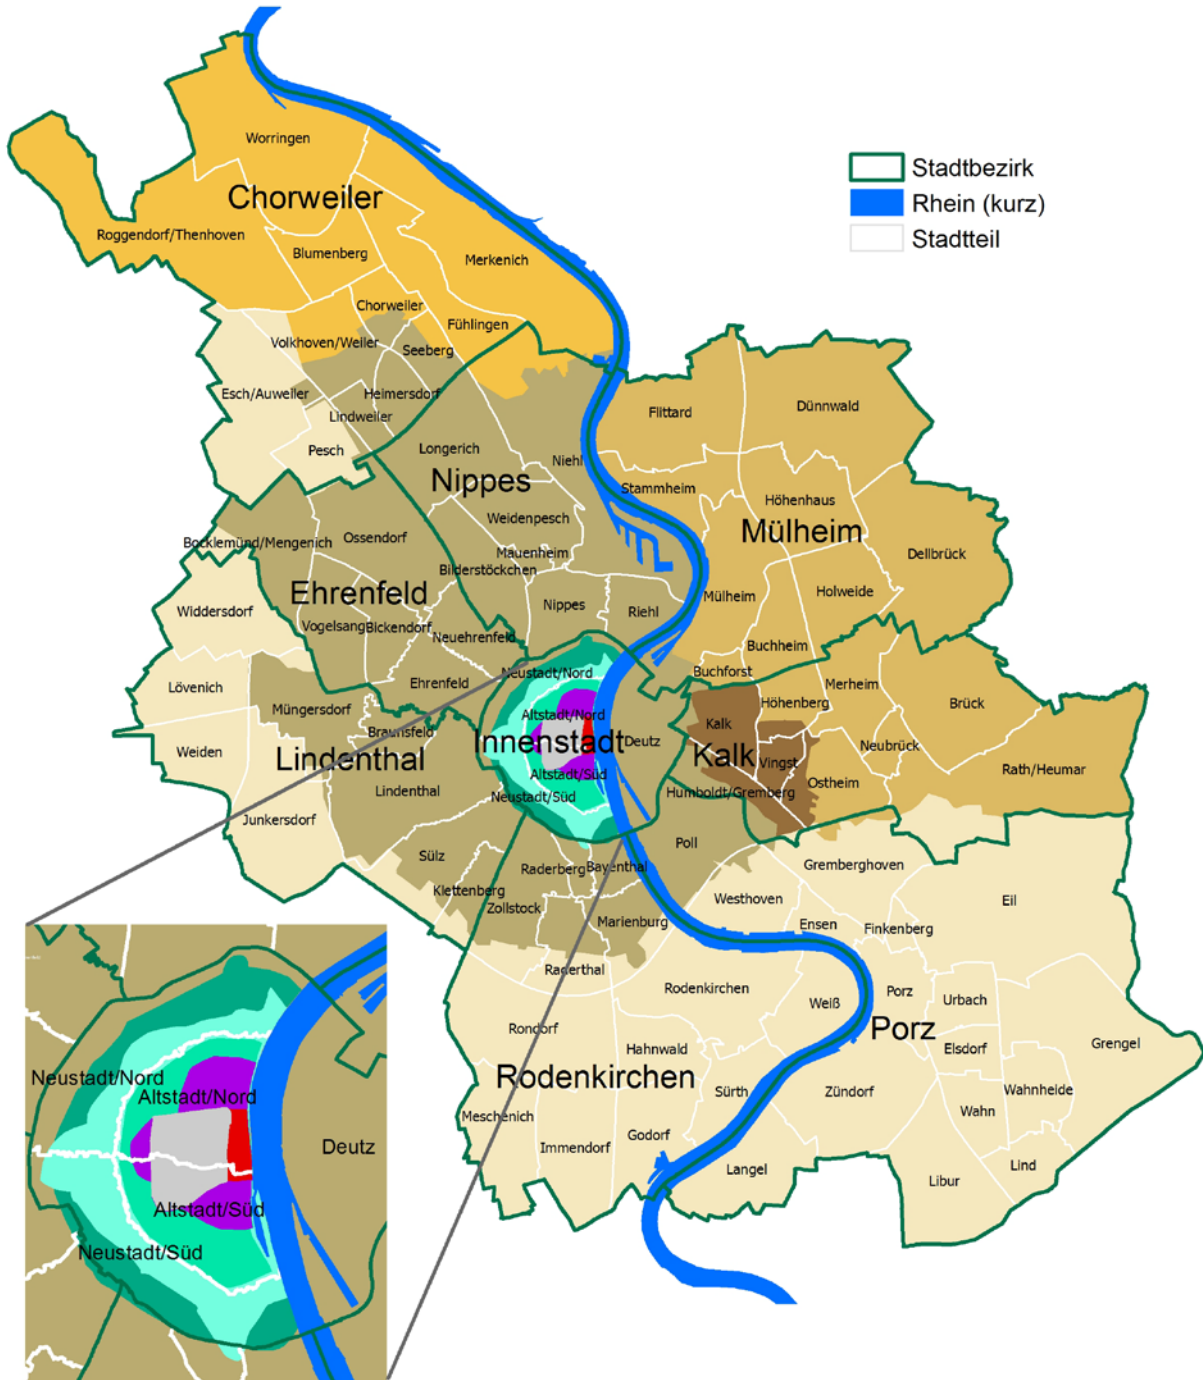 Worringen
Stadtbezirk
Chorweiler
Rhein (kurz)
Roggendorf/Thenhoven
Stadtteil
Blumenberg
Merkenich
Chorweiler
Fühlingen
Volkhoven/Weiler
Seeberg
Esch/Auweiler
Heimersdorf
Flittard
Dünnwald
Lindweiler
Pesch
Longerich
Niehl
Nippes
Stammheim
Höhenhaus
Weidenpesch
Mülheim
Ossendorf
Bocklemünd/Mengenich
Mauenheim
Dellbrück
Bilderstöckchen
Ehrenfeld
Holweide
Mülheim
Widdersdorf
Nippes
Riehl
Vogelsang
Bickendorf
Neuehrenfeld
Buchheim
Neustadt/Nord
Buchforst
Ehrenfeld
Merheim
Lövenich
Höhenberg
Brück
Müngersdorf
Altstadt/Nord
Kalk
Braunsfeld
Innenstadt
Deutz
Neubrück
Weiden
Lindenthal
Kalk
Vingst
Rath/Heumar
Altstadt/Süd
Ostheim
Lindenthal
Neustadt/Süd
Humboldt/Gremberg
Junkersdorf
Poll
Sülz
Raderberg
Bayenthal
Gremberghoven
Klettenberg
Westhoven
Eil
Zollstock
Marienburg
Ensen
Finkenberg
Raderthal
Rodenkirchen
Weiß
Porz
Urbach
Rondorf
Porz
Hahnwald
Elsdorf
Grengel
Rodenkirchen
Sürth
Zündorf
Wahnheide
Meschenich
Wahn
Godorf
Immendorf
Langel
Lind
Libur
Neustadt/Nord
Altstadt/Nord
Deutz
Altstadt/Süd
Neustadt/Süd